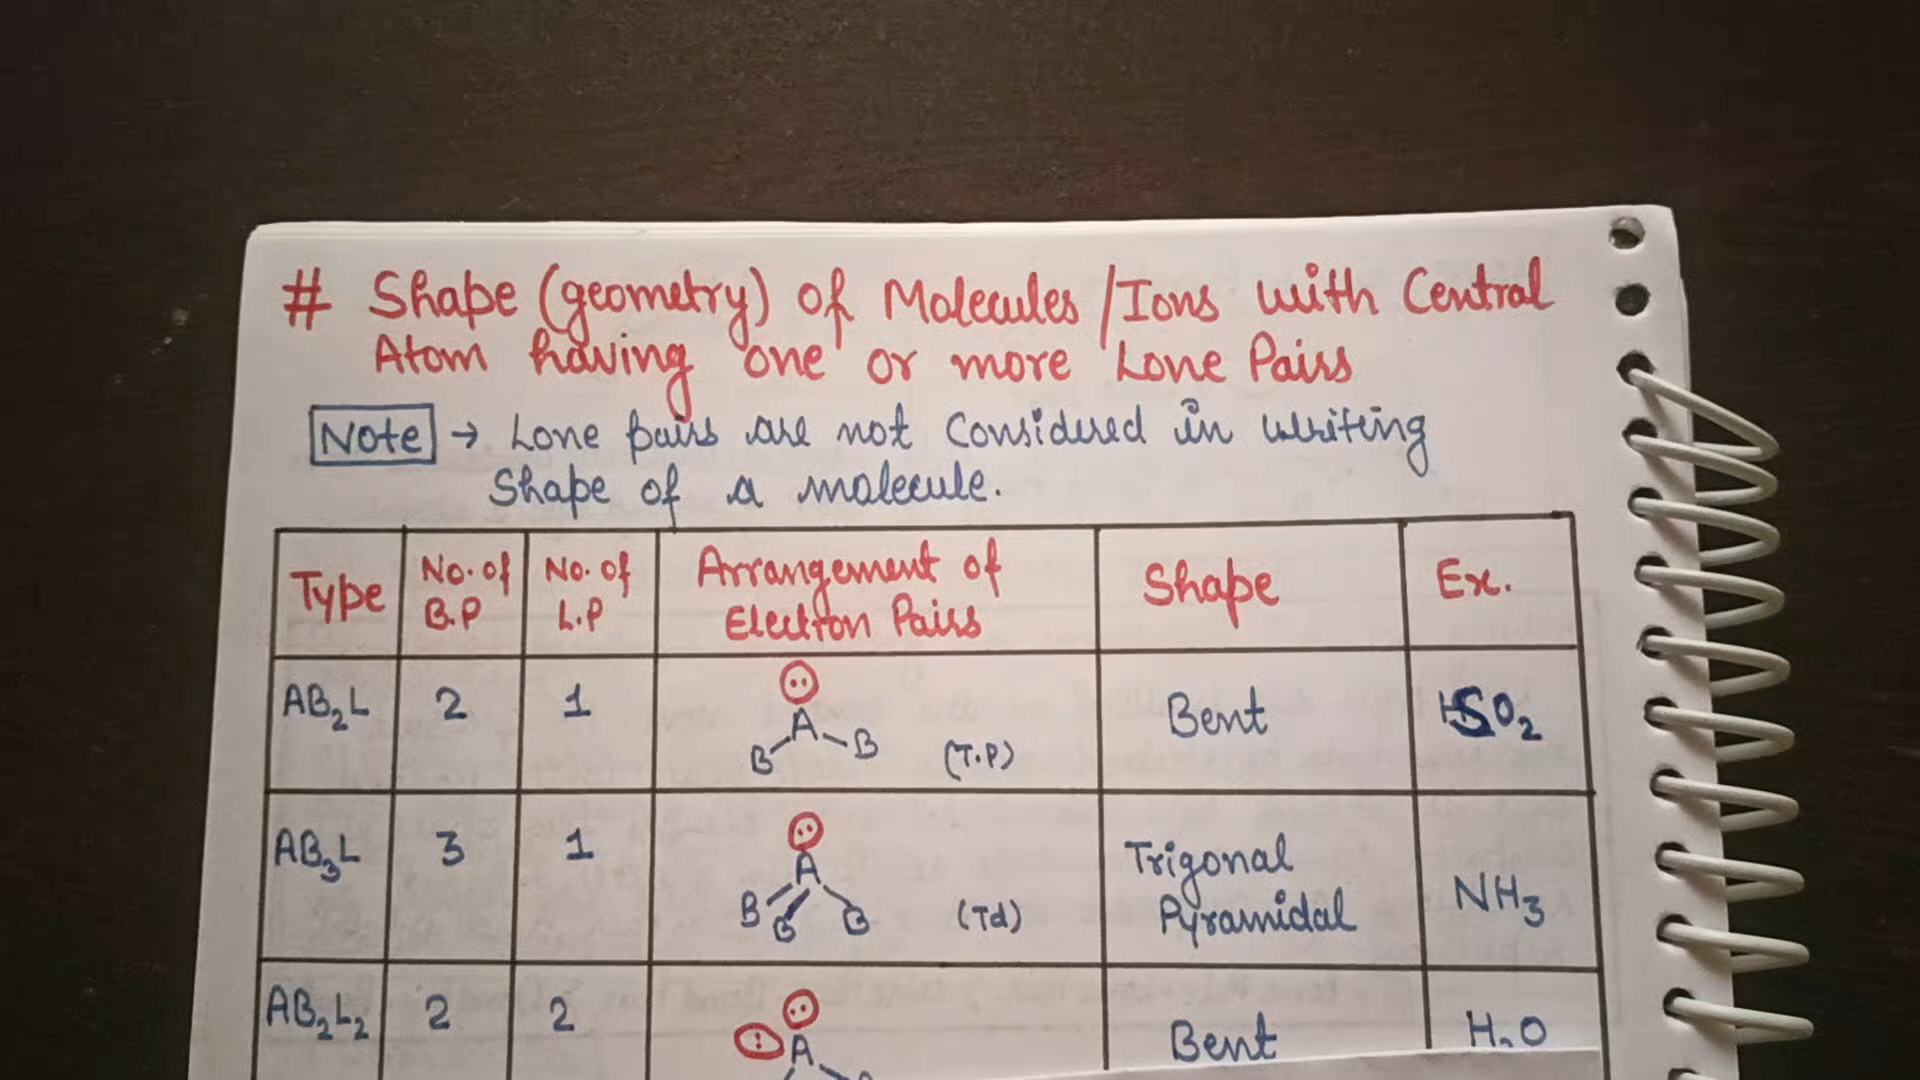 # Shape (geometry) of Molecules / Ions with Central
Atom having one or more Lone Pairs
Note → Lone pairs are not Considered in writing
Shape of a molecule.
Type No. of B.P No. of L.P Arrangement of Electron Pairs Shape Ex.
AB₂L 2 1 A B B (T.P) Bent SO₂
AB₃L 3 1 A B B B (Td) Trigonal Pyramidal NH₃
AB₂L₂ 2 2 A Bent H₂O